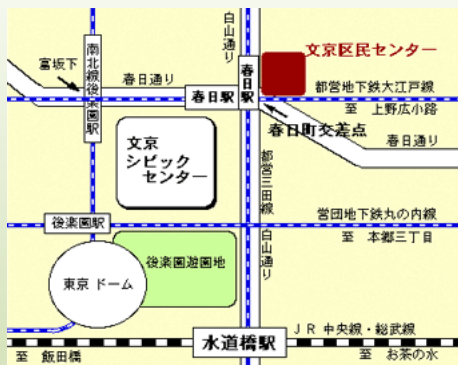 白山通り
文京区民センター
富坂下
南北線後楽園駅
春日通り
春日駅
春日駅
都営地下鉄大江戸線
至 上野広小路
春日町交差点
春日通り
文京
シビック
センター
都営三田線
後楽園駅
営団地下鉄丸の内線
至 本郷三丁目
白山通り
後楽園遊園地
東京 ドーム
水道橋駅
JR 中央線・総武線
至 飯田橋
至 お茶の水